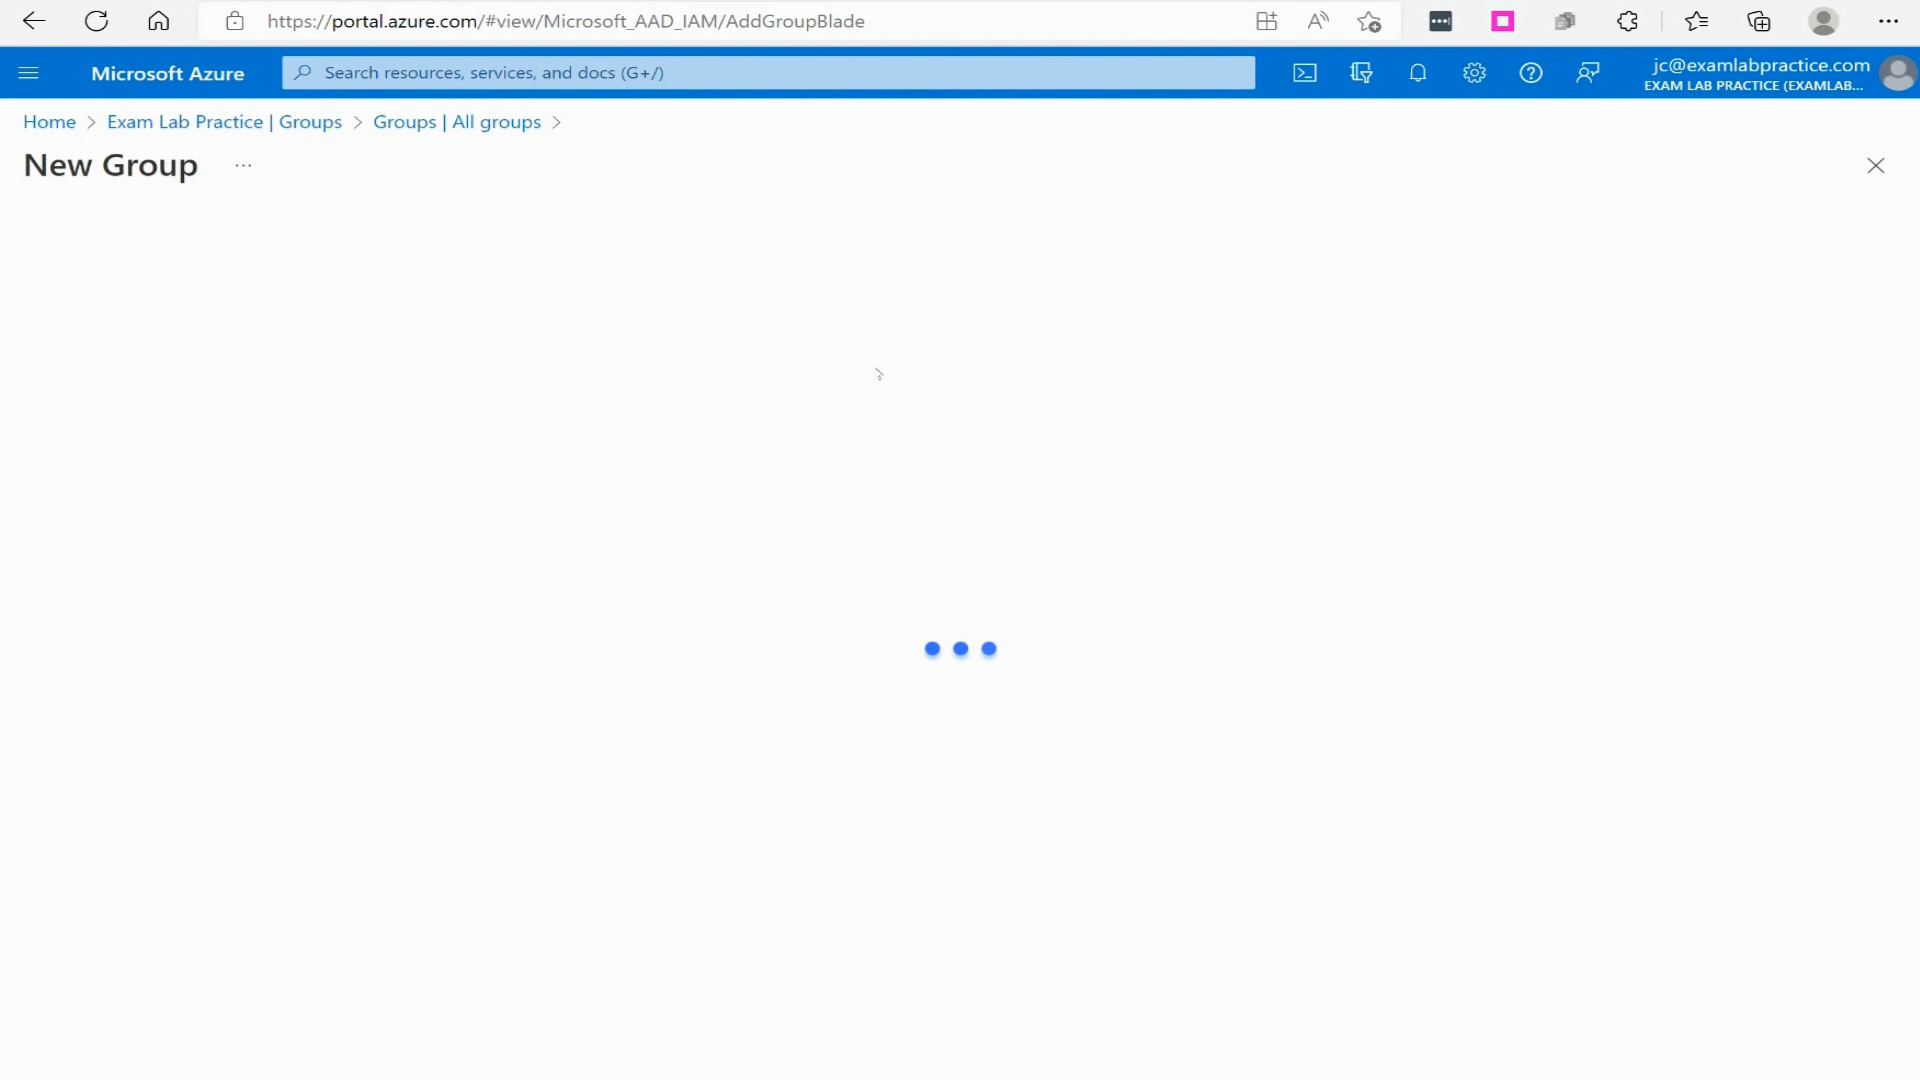 https://portal.azure.com/#view/Microsoft_AAD_IAM/AddGroupBlade
Microsoft Azure
Search resources, services, and docs (G+/)
jc@examlabpractice.com
EXAM LAB PRACTICE (EXAMLAB...
Home > Exam Lab Practice | Groups > Groups | All groups >
New Group ...